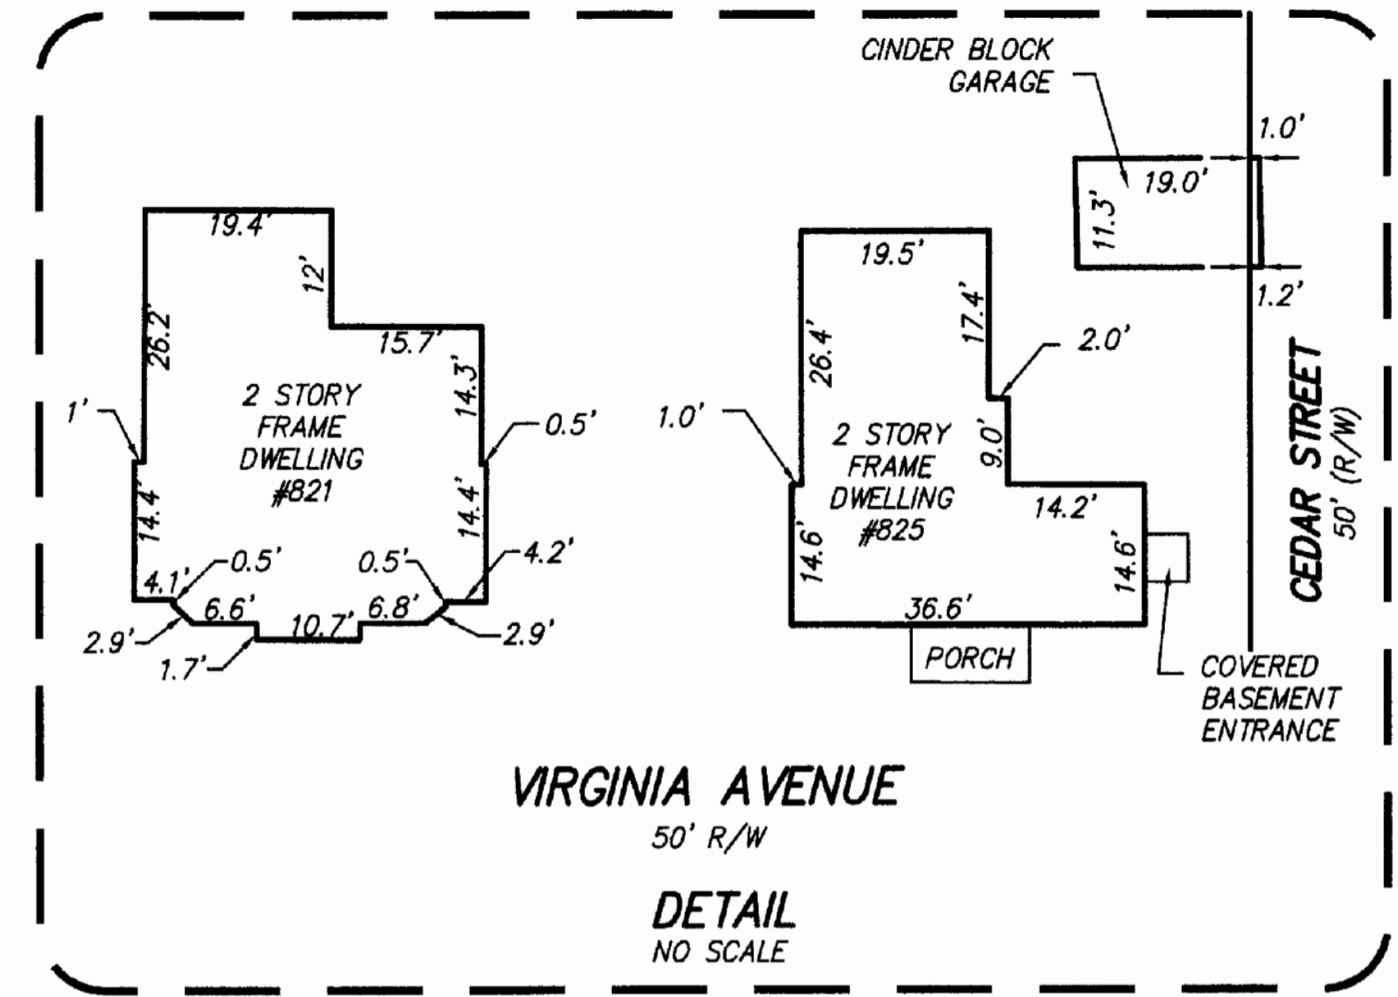 CINDER BLOCK
GARAGE
1.0'
19.0'
11.3'
1.2'
19.4'
12'
26.2'
15.7'
14.3'
2 STORY
FRAME
DWELLING
#821
1'
0.5'
14.4'
14.4'
4.1'
0.5'
0.5'
4.2'
6.6'
10.7'
6.8'
2.9'
2.9'
1.7'
19.5'
17.4'
26.4'
2.0'
1.0'
9.0'
2 STORY
FRAME
DWELLING
#825
14.2'
14.6'
14.6'
36.6'
PORCH
CEDAR STREET
50' (R/W)
COVERED
BASEMENT
ENTRANCE
VIRGINIA AVENUE
50' R/W
DETAIL
NO SCALE